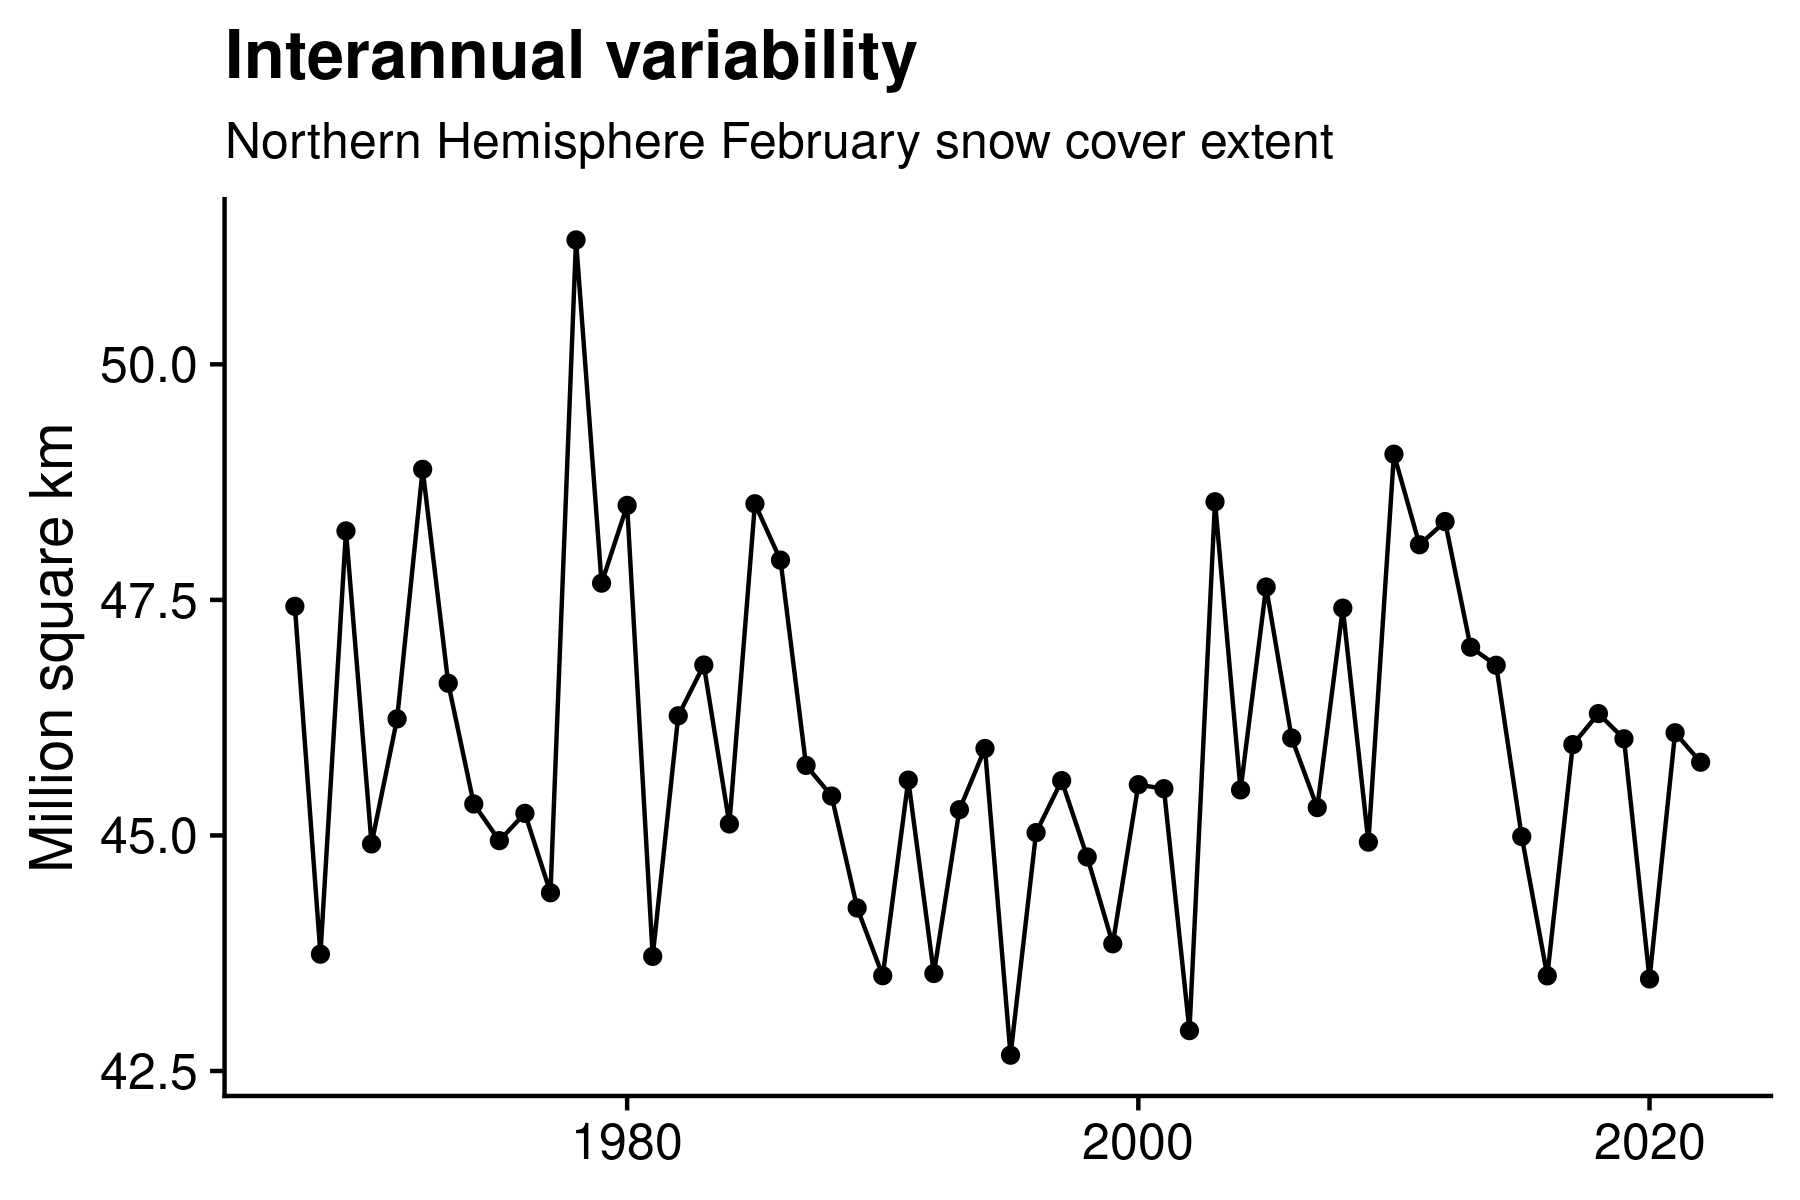 Interannual variability
Northern Hemisphere February snow cover extent
Million square km
50.0
47.5
45.0
42.5
1980
2000
2020